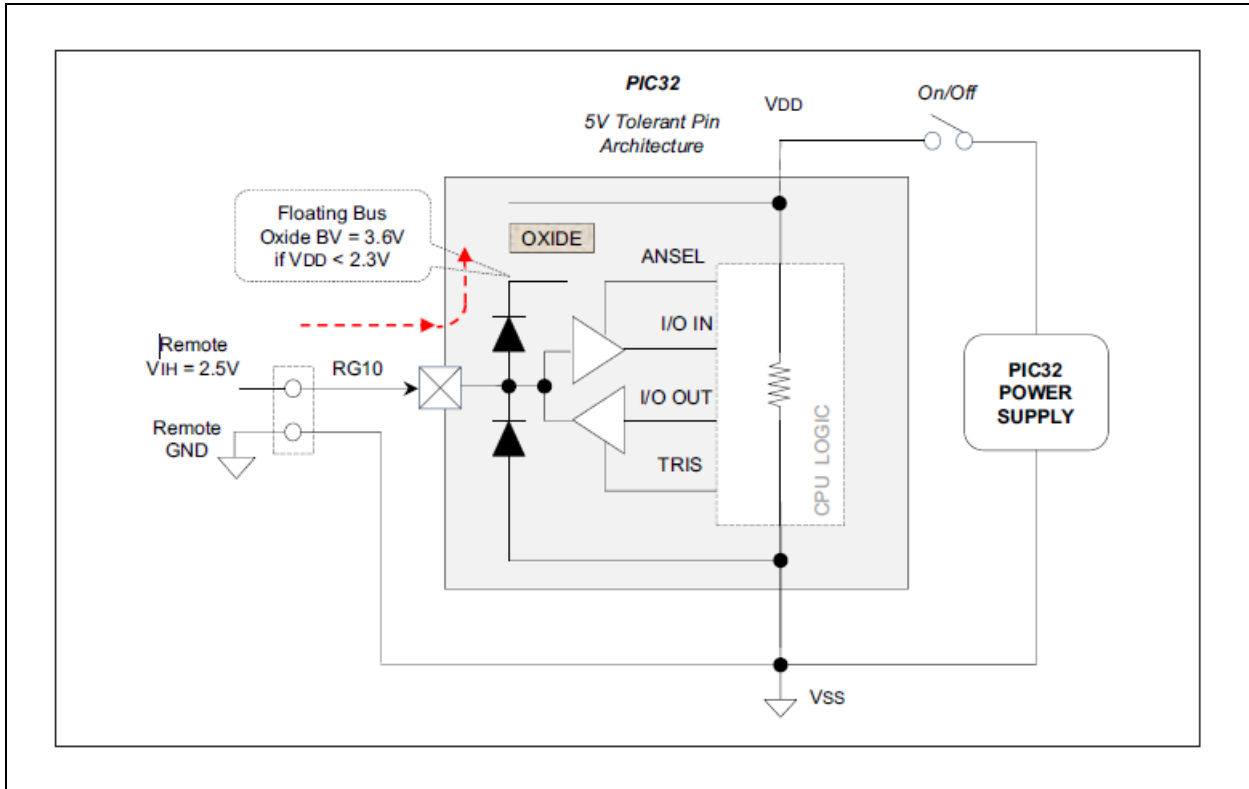 PIC32
5V Tolerant Pin
Architecture
VDD
On/Off
Floating Bus
Oxide BV = 3.6V
if VDD < 2.3V
OXIDE
ANSEL
I/O IN
Remote
VIH = 2.5V
RG10
I/O OUT
Remote
GND
TRIS
CPU LOGIC
PIC32
POWER
SUPPLY
VSS